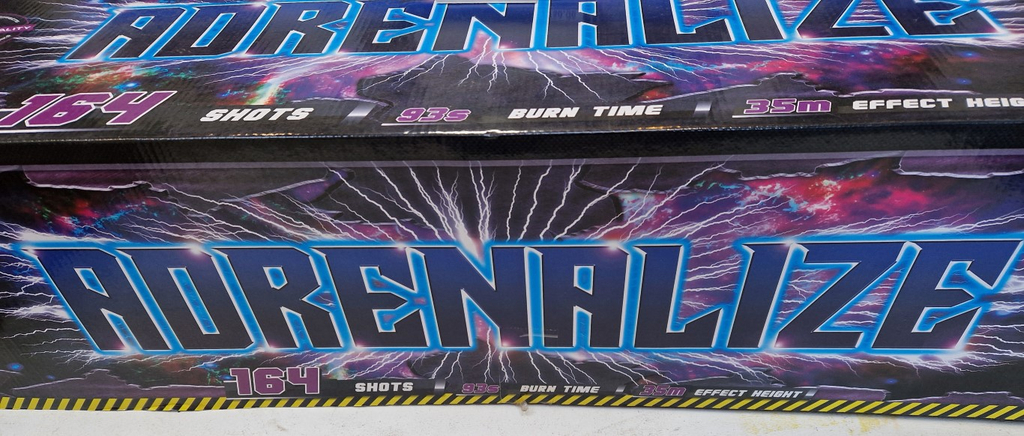 ADRENALIZE
164 SHOTS 93s BURN TIME 35m EFFECT HEIG
ADRENALIZE
164 SHOTS 93s BURN TIME 35m EFFECT HEIGHT